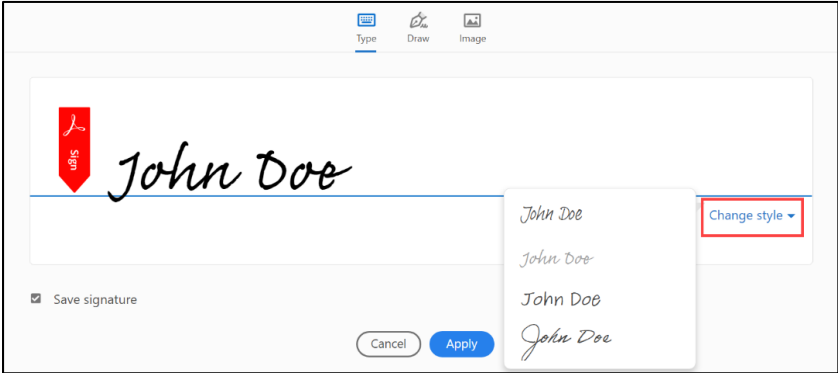 Type Draw Image
Sign
John Doe
John Doe
Change style
John Doe
John Doe
John Doe
Save signature
Cancel Apply